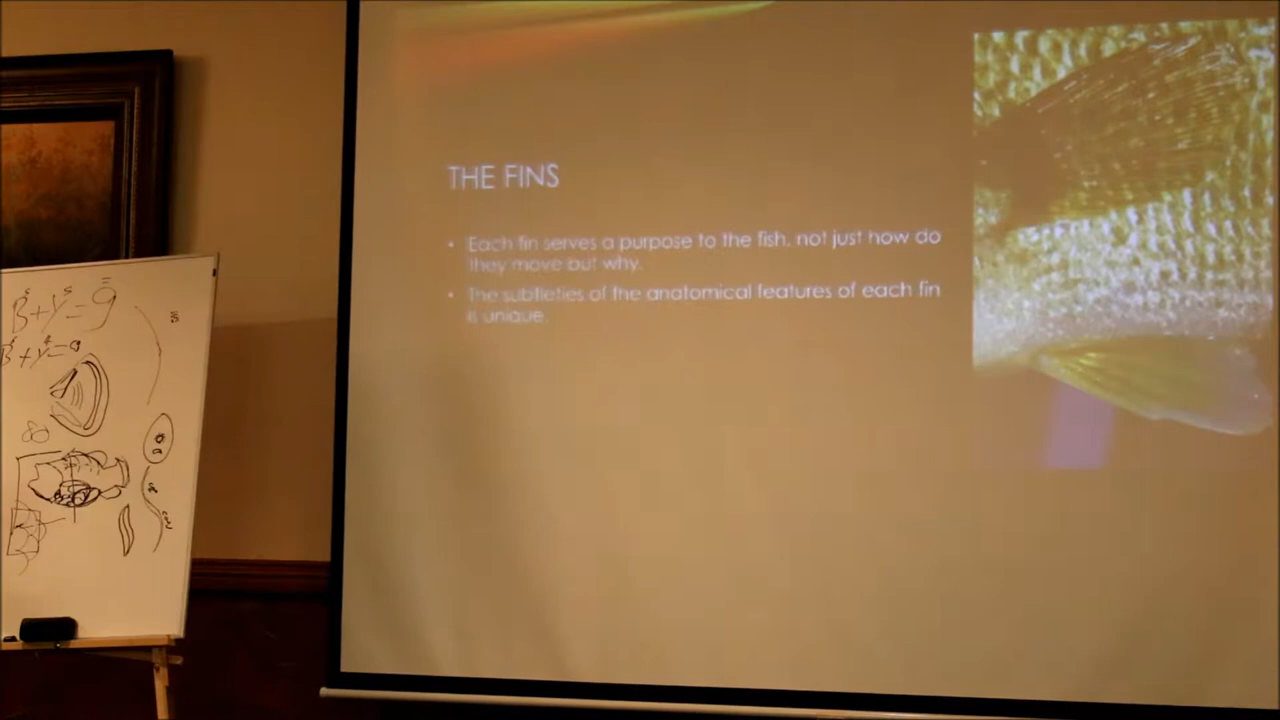 THE FINS
• Each fin serves a purpose to the fish, not just how do
they move but why.
• The subtleties of the anatomical features of each fin
is unique.
B+Y=g